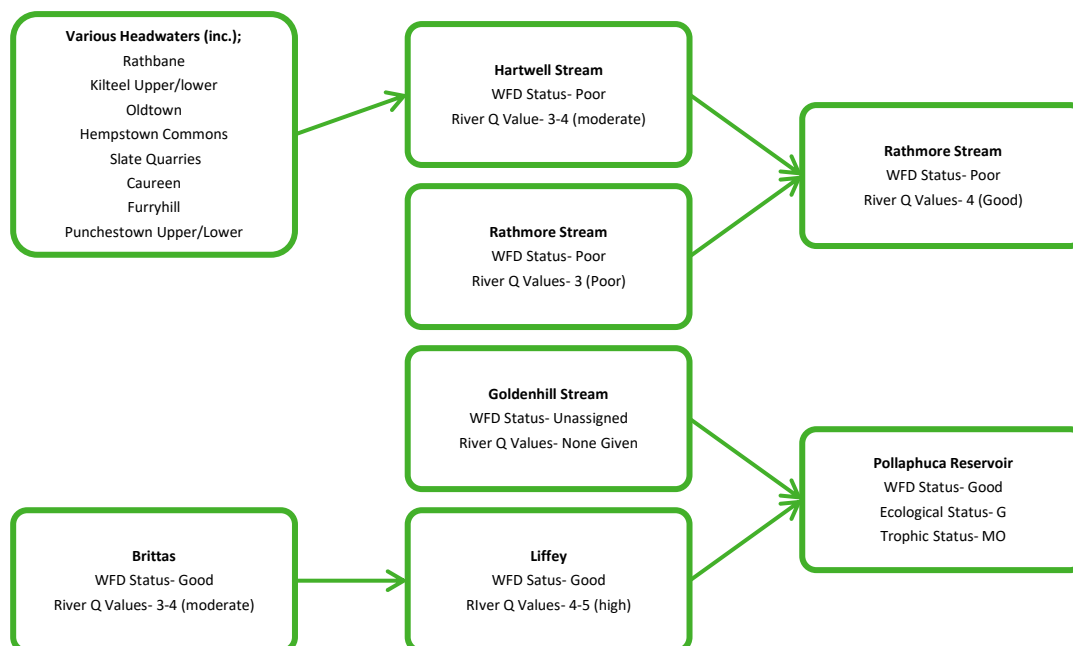 Various Headwaters (inc.);
Rathbane
Kilteel Upper/lower
Oldtown
Hempstown Commons
Slate Quarries
Caureen
Furryhill
Punchestown Upper/Lower
Hartwell Stream
WFD Status- Poor
River Q Value- 3-4 (moderate)
Rathmore Stream
WFD Status- Poor
River Q Values- 3 (Poor)
Rathmore Stream
WFD Status- Poor
River Q Values- 4 (Good)
Goldenhill Stream
WFD Status- Unassigned
River Q Values- None Given
Brittas
WFD Status- Good
River Q Values- 3-4 (moderate)
Liffey
WFD Satus- Good
RIver Q Values- 4-5 (high)
Pollaphuca Reservoir
WFD Status- Good
Ecological Status- G
Trophic Status- MO